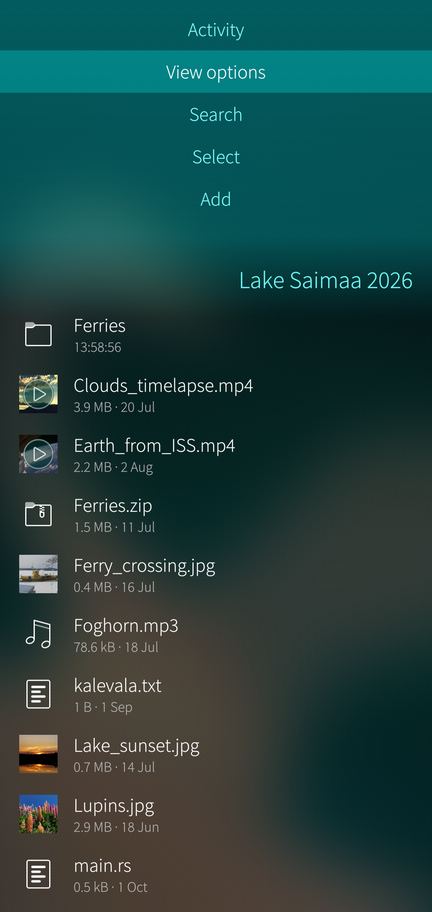 Activity
View options
Search
Select
Add
Lake Saimaa 2026
Ferries
13:58:56
Clouds_timelapse.mp4
3.9 MB · 20 Jul
Earth_from_ISS.mp4
2.2 MB · 2 Aug
Ferries.zip
1.5 MB · 11 Jul
Ferry_crossing.jpg
0.4 MB · 16 Jul
Foghorn.mp3
78.6 kB · 18 Jul
kalevala.txt
1 B · 1 Sep
Lake_sunset.jpg
0.7 MB · 14 Jul
Lupins.jpg
2.9 MB · 18 Jun
main.rs
0.5 kB · 1 Oct